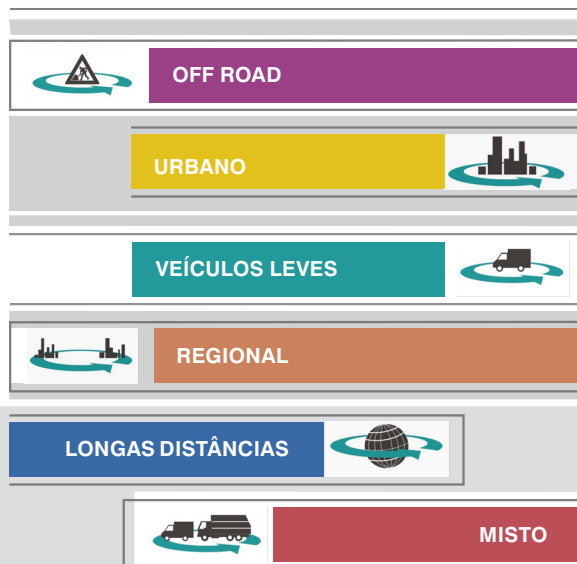 OFF ROAD
URBANO
VEÍCULOS LEVES
REGIONAL
LONGAS DISTÂNCIAS
MISTO